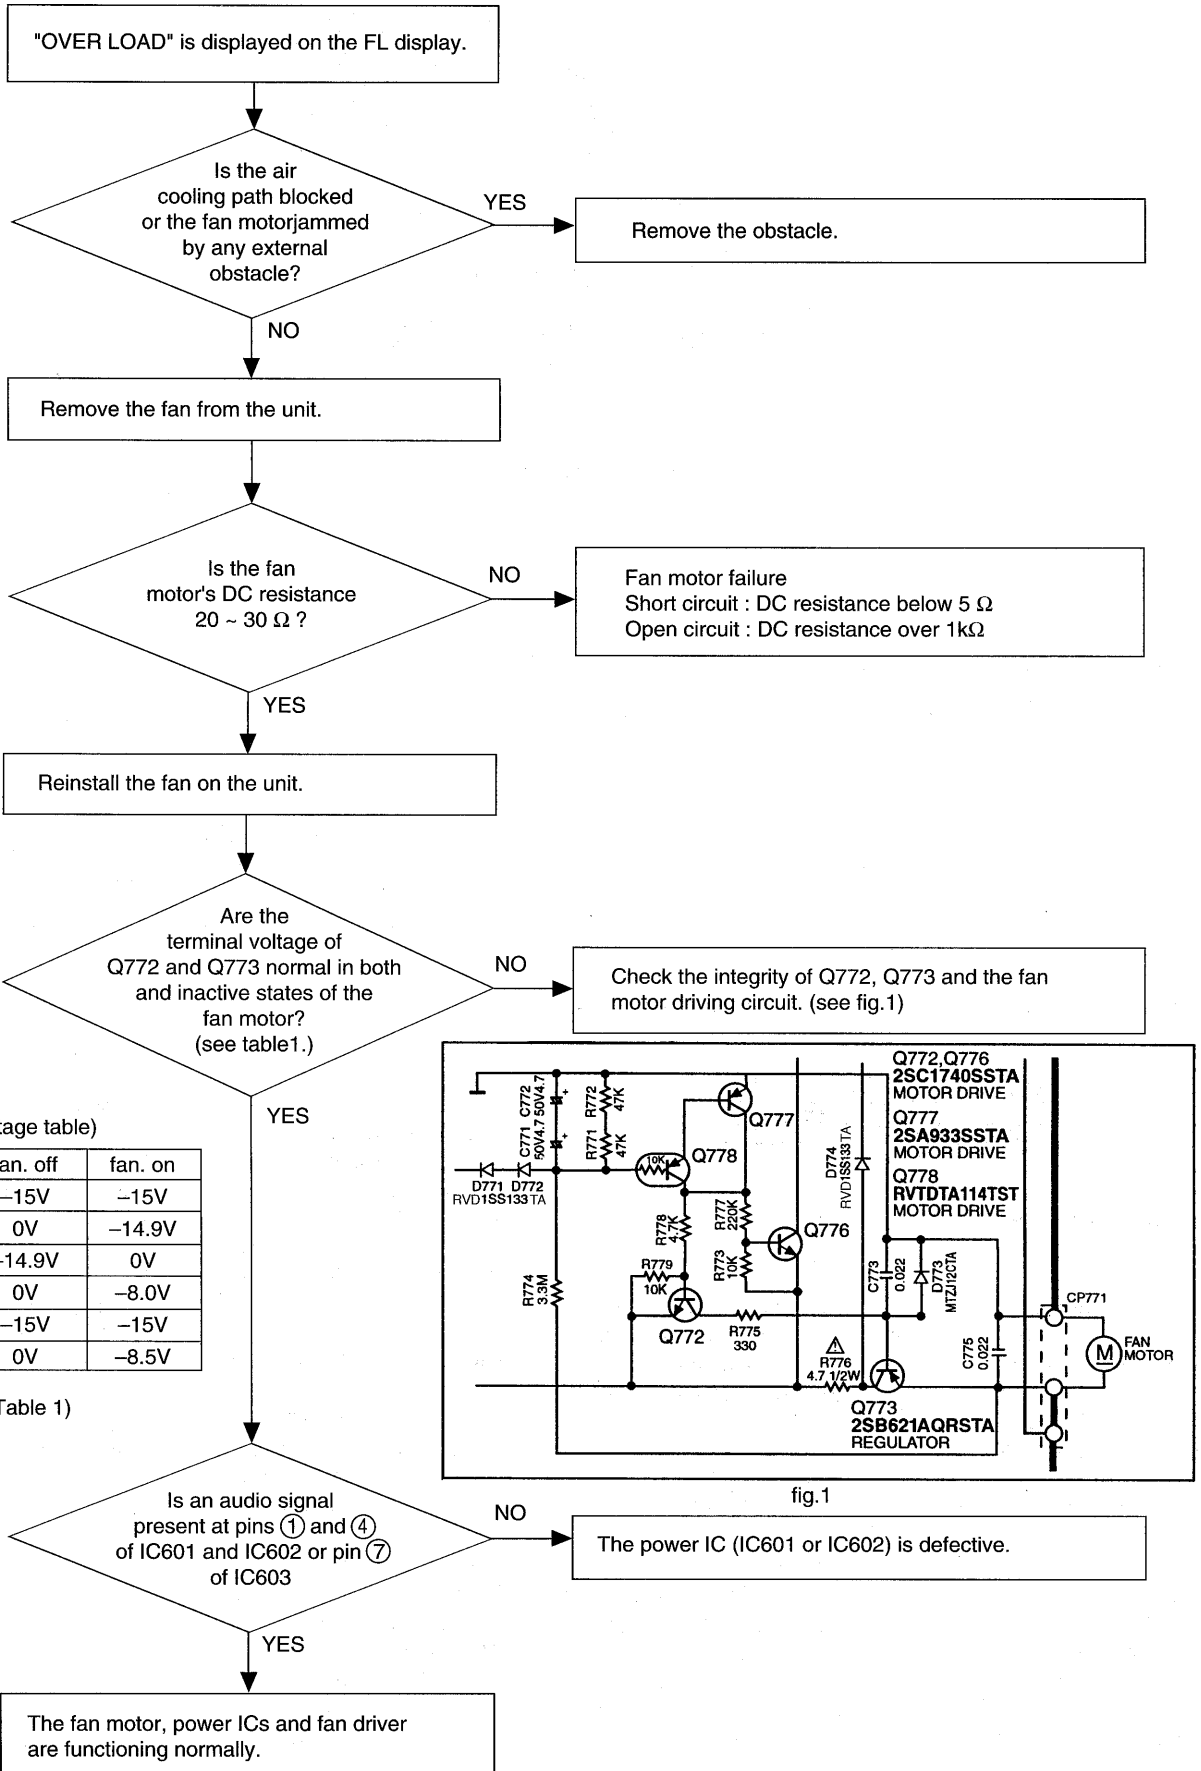 "OVER LOAD" is displayed on the FL display.
Is the air
cooling path blocked
or the fan motorjammed
by any external
obstacle?
YES
Remove the obstacle.
NO
Remove the fan from the unit.
Is the fan
motor's DC resistance
20 ~ 30 Ω ?
NO
Fan motor failure
Short circuit : DC resistance below 5 Ω
Open circuit : DC resistance over 1kΩ
YES
Reinstall the fan on the unit.
Are the
terminal voltage of
Q772 and Q773 normal in both
and inactive states of the
fan motor?
(see table1.)
NO
Check the integrity of Q772, Q773 and the fan
motor driving circuit. (see fig.1)
YES
tage table)
an. off fan. on
–15V –15V
0V –14.9V
-14.9V 0V
0V –8.0V
–15V –15V
0V –8.5V
Table 1)
C772
50V4.7
C771
50V4.7
R772
47K
R771
47K
D771 D772
RVD1SS133TA
10K
Q778
Q777
R778
4.7K
R777
220K
R773
10K
Q776
R774
3.3M
R779
10K
Q772
R775
330
D774
RVD1SS133TA
R776
4.7 1/2W
Q773
2SB621AQRSTA
REGULATOR
C773
0.022
D773
MTZJ12CTA
C775
0.022
CP771
M
FAN
MOTOR
Q772,Q776
2SC1740SSTA
MOTOR DRIVE
Q777
2SA933SSTA
MOTOR DRIVE
Q778
RVTDTA114TST
MOTOR DRIVE
fig.1
Is an audio signal
present at pins ① and ④
of IC601 and IC602 or pin ⑦
of IC603
NO
The power IC (IC601 or IC602) is defective.
YES
The fan motor, power ICs and fan driver
are functioning normally.